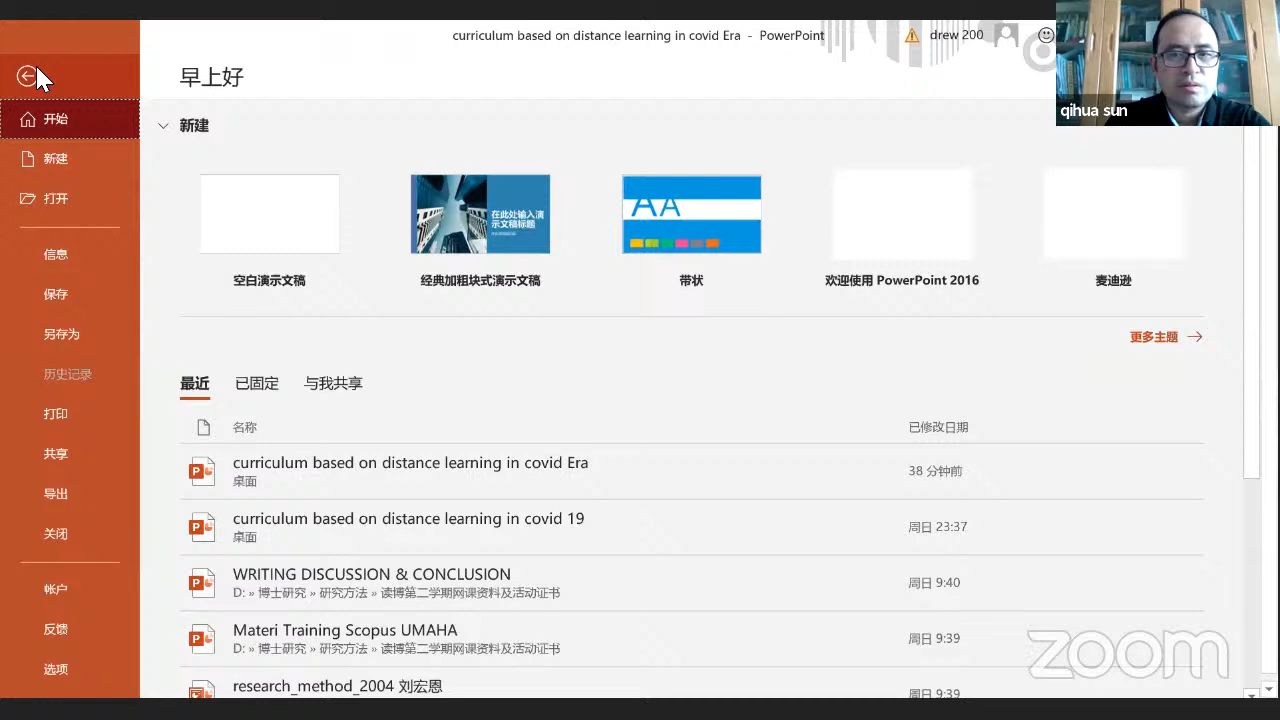 curriculum based on distance learning in covid Era - PowerPoint
drew 200
qihua sun
早上好
开始
新建
打开
信息
保存
另存为
历史记录
打印
共享
导出
关闭
帐户
反馈
选项
新建
在此处输入演
示文稿标题
AA
空白演示文稿
经典加粗块式演示文稿
带状
欢迎使用 PowerPoint 2016
麦迪逊
更多主题
最近 已固定 与我共享
名称 已修改日期
curriculum based on distance learning in covid Era
桌面
38 分钟前
curriculum based on distance learning in covid 19
桌面
周日 23:37
WRITING DISCUSSION & CONCLUSION
D: » 博士研究 » 研究方法 » 读博第二学期网课资料及活动证书
周日 9:40
Materi Training Scopus UMAHA
D: » 博士研究 » 研究方法 » 读博第二学期网课资料及活动证书
周日 9:39
research_method_2004 刘宏恩
周日 9:39
zoom